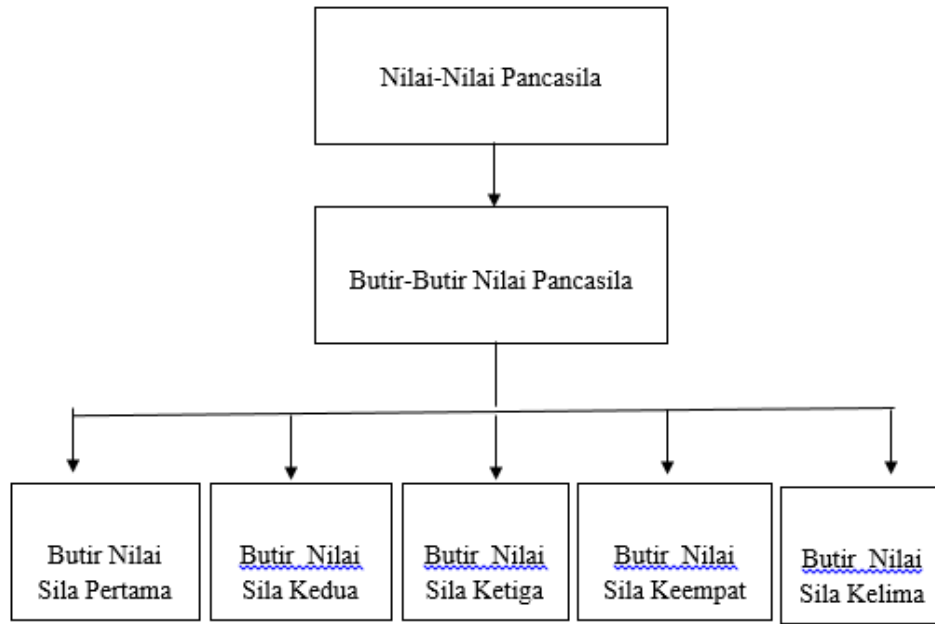 Nilai-Nilai Pancasila
Butir-Butir Nilai Pancasila
Butir Nilai
Sila Pertama
Butir Nilai
Sila Kedua
Butir Nilai
Sila Ketiga
Butir Nilai
Sila Keempat
Butir Nilai
Sila Kelima